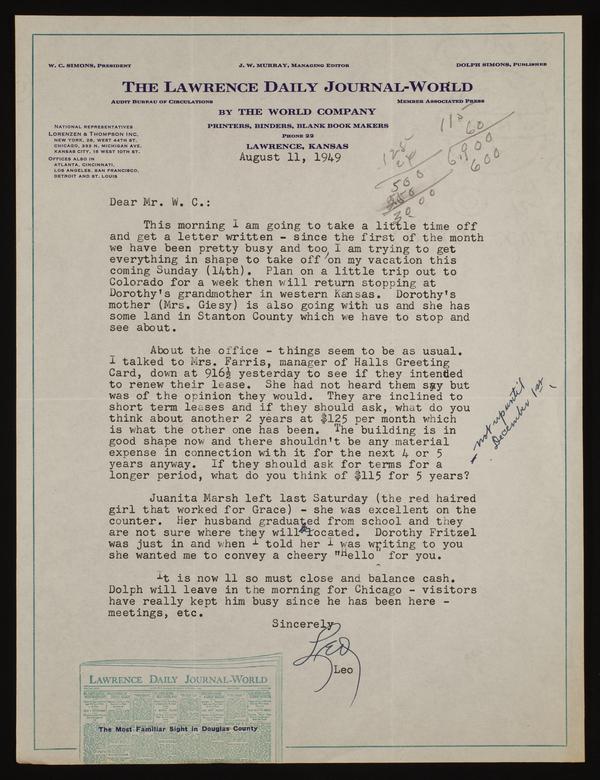 W. C. SIMONS, PRESIDENT
J. W. MURRAY, MANAGING EDITOR
DOLPH SIMONS, PUBLISHER
THE LAWRENCE DAILY JOURNAL-WORLD
AUDIT BUREAU OF CIRCULATIONS
MEMBER ASSOCIATED PRESS
BY THE WORLD COMPANY
PRINTERS, BINDERS, BLANK BOOK MAKERS
PHONE 22
LAWRENCE, KANSAS
NATIONAL REPRESENTATIVES
LORENZEN & THOMPSON INC.
NEW YORK, 28, WEST 44TH ST.
CHICAGO, 333 N. MICHIGAN AVE.
KANSAS CITY, 15 WEST 10TH ST.
OFFICES ALSO IN
ATLANTA, CINCINNATI,
LOS ANGELES, SAN FRANCISCO,
DETROIT AND ST. LOUIS
August 11, 1949
115
60
6,900
600
125
24
500
3000
Dear Mr. W. C.:
This morning I am going to take a little time off
and get a letter written - since the first of the month
we have been pretty busy and too, I am trying to get
everything in shape to take off on my vacation this
coming Sunday (14th). Plan on a little trip out to
Colorado for a week then will return stopping at
Dorothy's grandmother in western Kansas. Dorothy's
mother (Mrs. Giesy) is also going with us and she has
some land in Stanton County which we have to stop and
see about.
About the office - things seem to be as usual.
I talked to Mrs. Farris, manager of Halls Greeting
Card, down at 916½ yesterday to see if they intended
to renew their lease. She had not heard them say but
was of the opinion they would. They are inclined to
short term leases and if they should ask, what do you
think about another 2 years at $125 per month which
is what the other one has been. The building is in
good shape now and there shouldn't be any material
expense in connection with it for the next 4 or 5
years anyway. If they should ask for terms for a
longer period, what do you think of $115 for 5 years?
- not up until
December 1st -
Juanita Marsh left last Saturday (the red haired
girl that worked for Grace) - she was excellent on the
counter. Her husband graduated from school and they
are not sure where they will be located. Dorothy Fritzel
was just in and when I told her I was writing to you
she wanted me to convey a cheery "Hello" for you.
It is now 11 so must close and balance cash.
Dolph will leave in the morning for Chicago - visitors
have really kept him busy since he has been here -
meetings, etc.
Sincerely
Leo
Leo
LAWRENCE DAILY JOURNAL-WORLD
The Most Familiar Sight in Douglas County